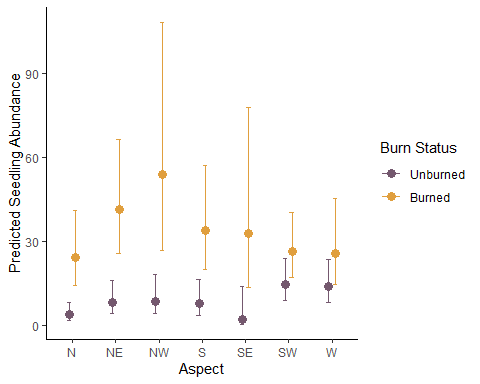 Predicted Seedling Abundance
90
60
30
0
N NE NW S SE SW W
Aspect
Burn Status
Unburned
Burned